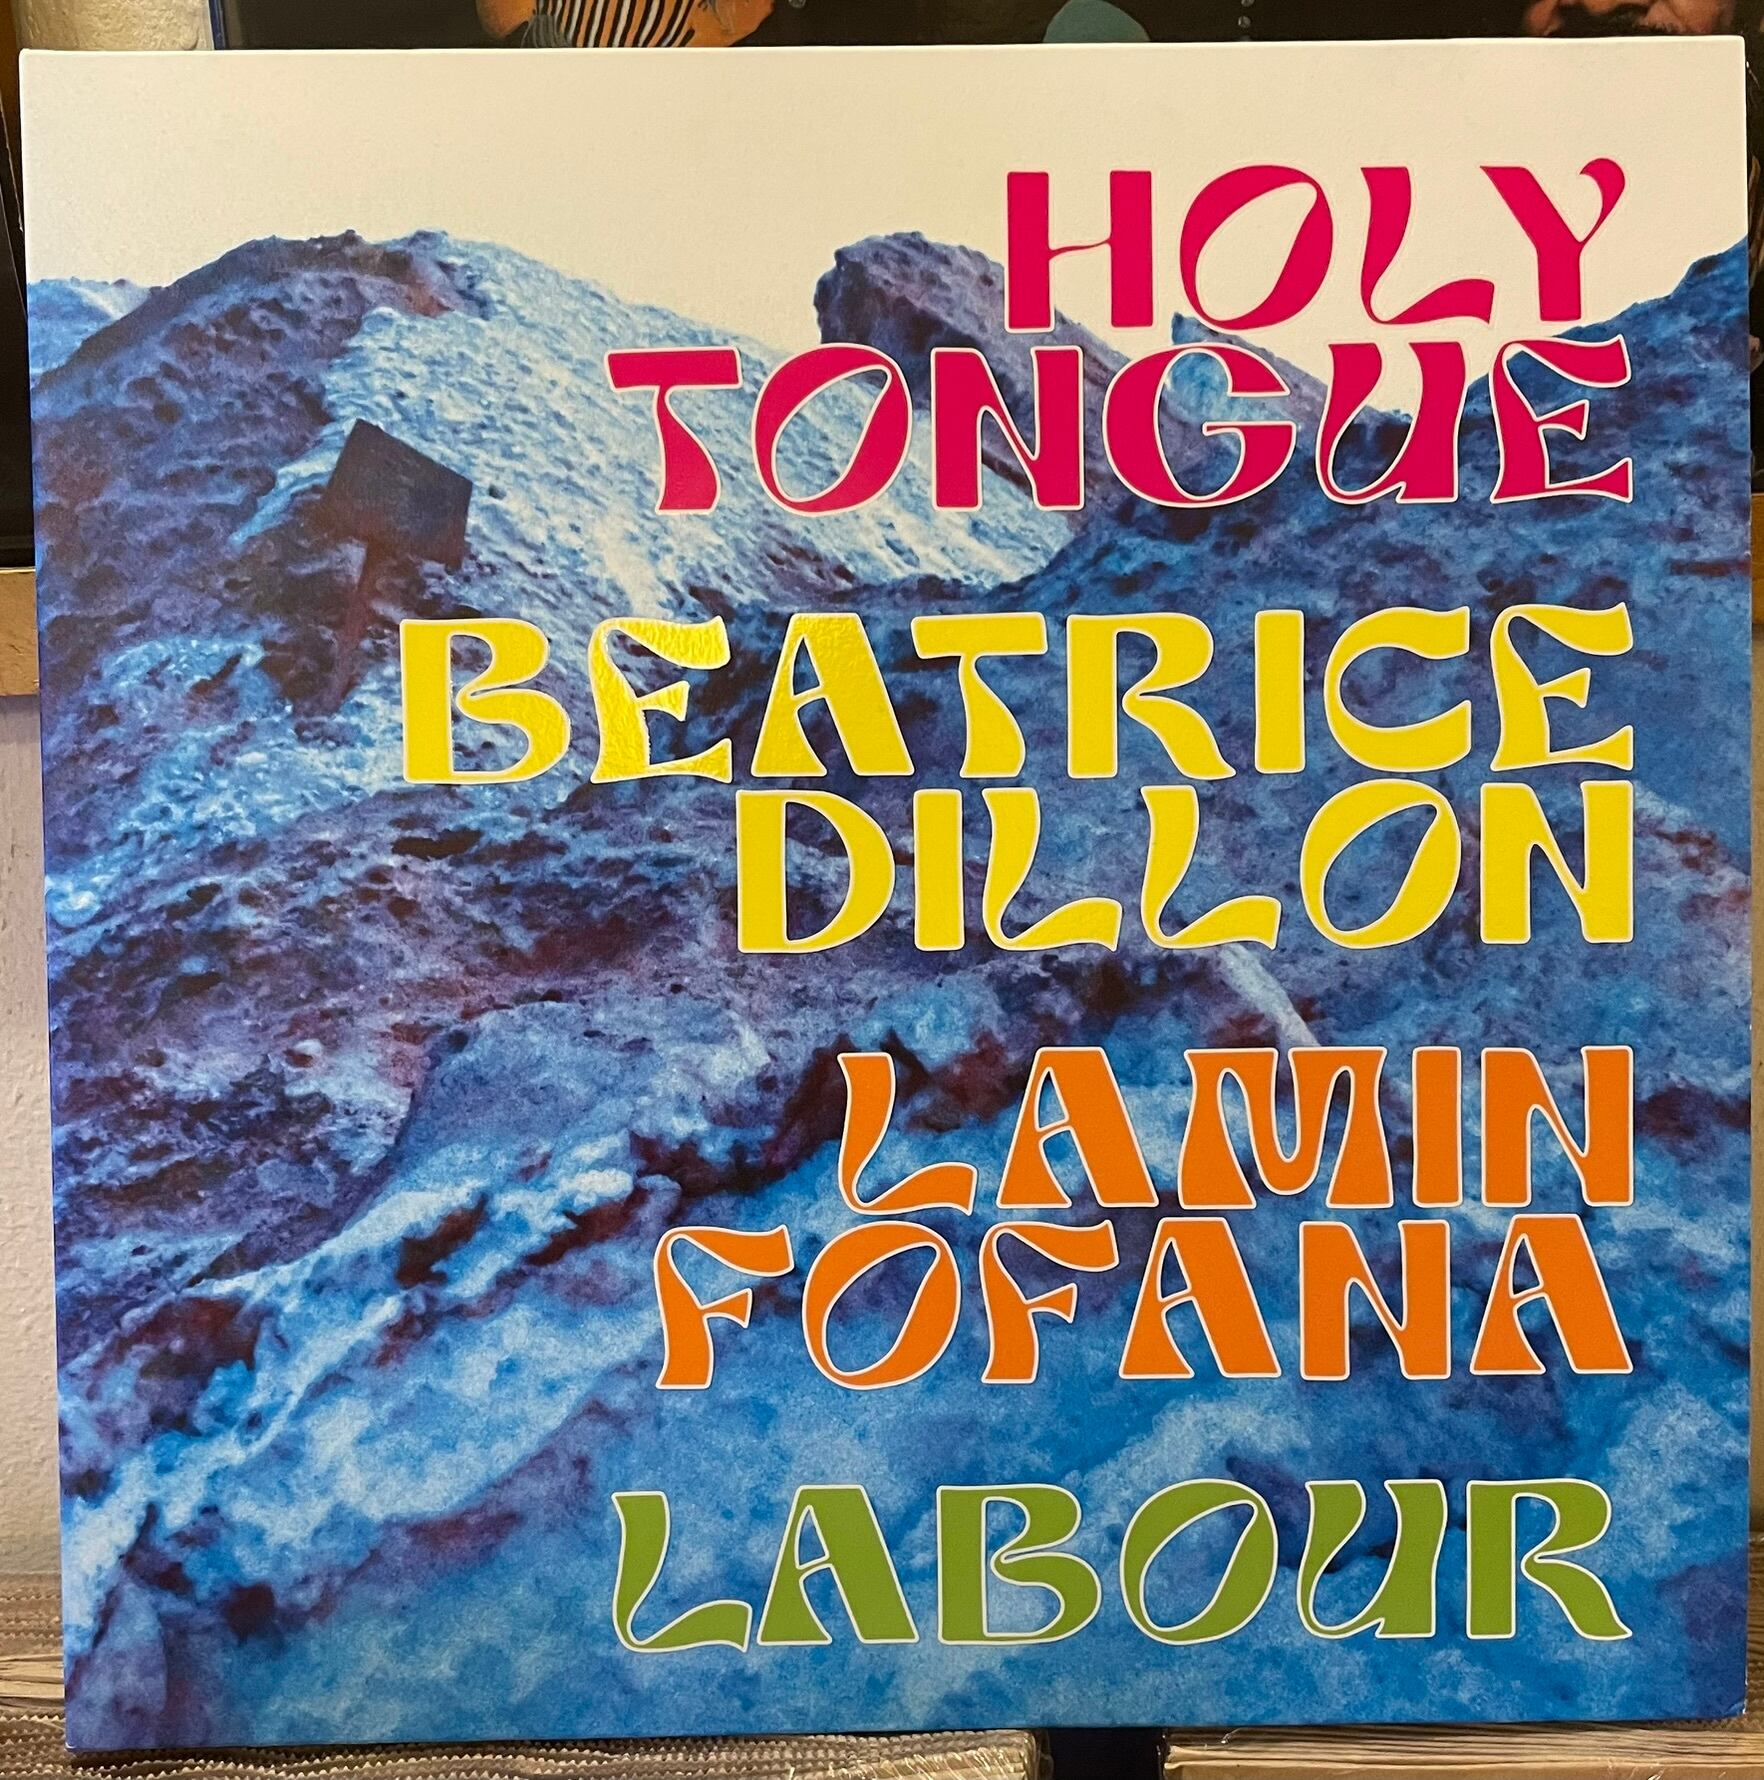 HOLY
TONGUE
BEATRICE
DILLON
LAMIN
FOFANA
LABOUR